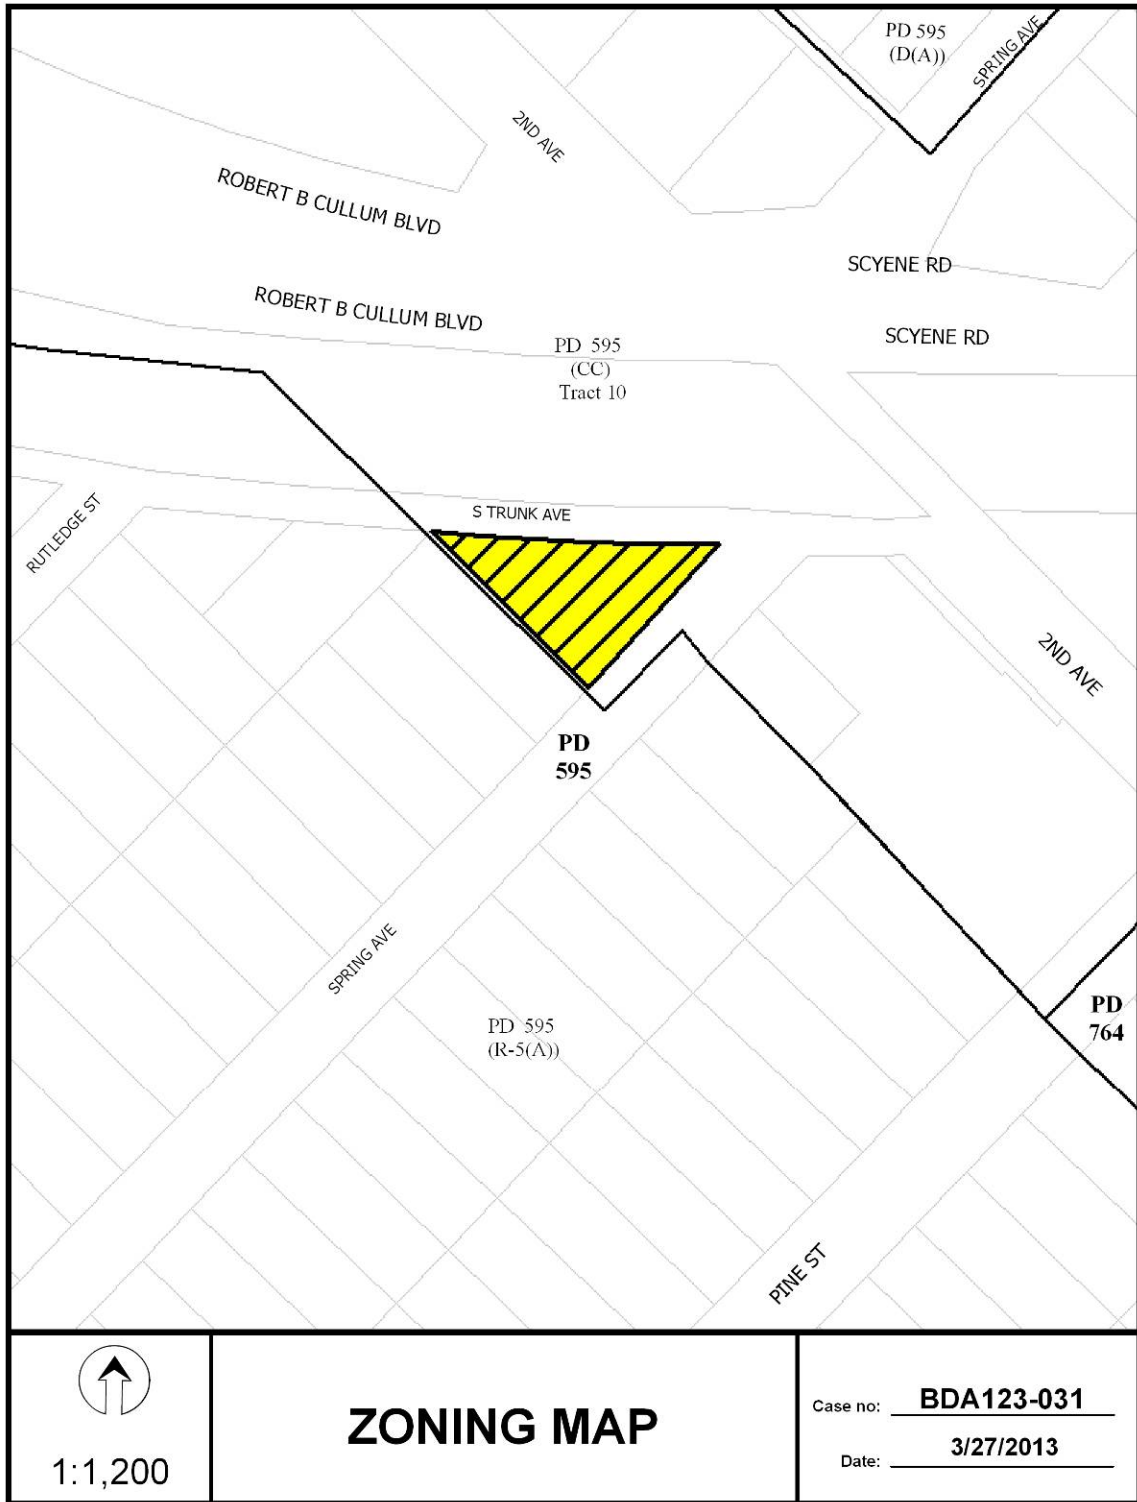 PD 595
(D(A))
SPRING AVE
2ND AVE
ROBERT B CULLUM BLVD
SCYENE RD
ROBERT B CULLUM BLVD
SCYENE RD
PD 595
(CC)
Tract 10
S TRUNK AVE
RUTLEDGE ST
2ND AVE
PD
595
SPRING AVE
PD 595
(R-5(A))
PD
764
PINE ST
1:1,200
ZONING MAP
Case no: BDA123-031
Date: 3/27/2013